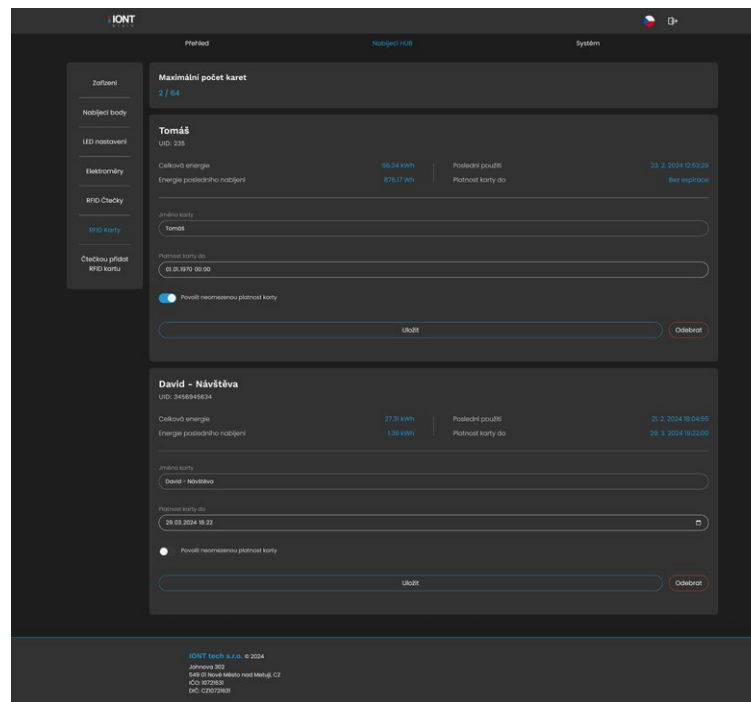 IONT
Přehled
Nabíjecí HUB
Systém
Zařízení
Nabíjecí body
LED nastavení
Elektroměry
RFID Čtečky
RFID Karty
Čtečkou přidat
RFID kartu
Maximální počet karet
2 / 64
Tomáš
UID: 235
Celková energie
98.34 kWh
Poslední použití
23. 2. 2024 12:53:29
Energie posledního nabíjení
876.17 Wh
Platnost karty do
Bez expirace
Jméno karty
Tomáš
Platnost karty do
01.01.1970 00:00
Povolit neomezenou platnost karty
Uložit
Odebrat
David - Návštěva
UID: 3456945634
Celková energie
27.31 kWh
Poslední použití
21. 2. 2024 19:04:55
Energie posledního nabíjení
1.39 kWh
Platnost karty do
29. 3. 2024 19:22:00
Jméno karty
David - Návštěva
Platnost karty do
29.03.2024 18:22
Povolit neomezenou platnost karty
Uložit
Odebrat
IONT tech s.r.o. © 2024
Johnova 302
549 01 Nové Město nad Metují, CZ
IČO: 10721631
DIČ: CZ10721631